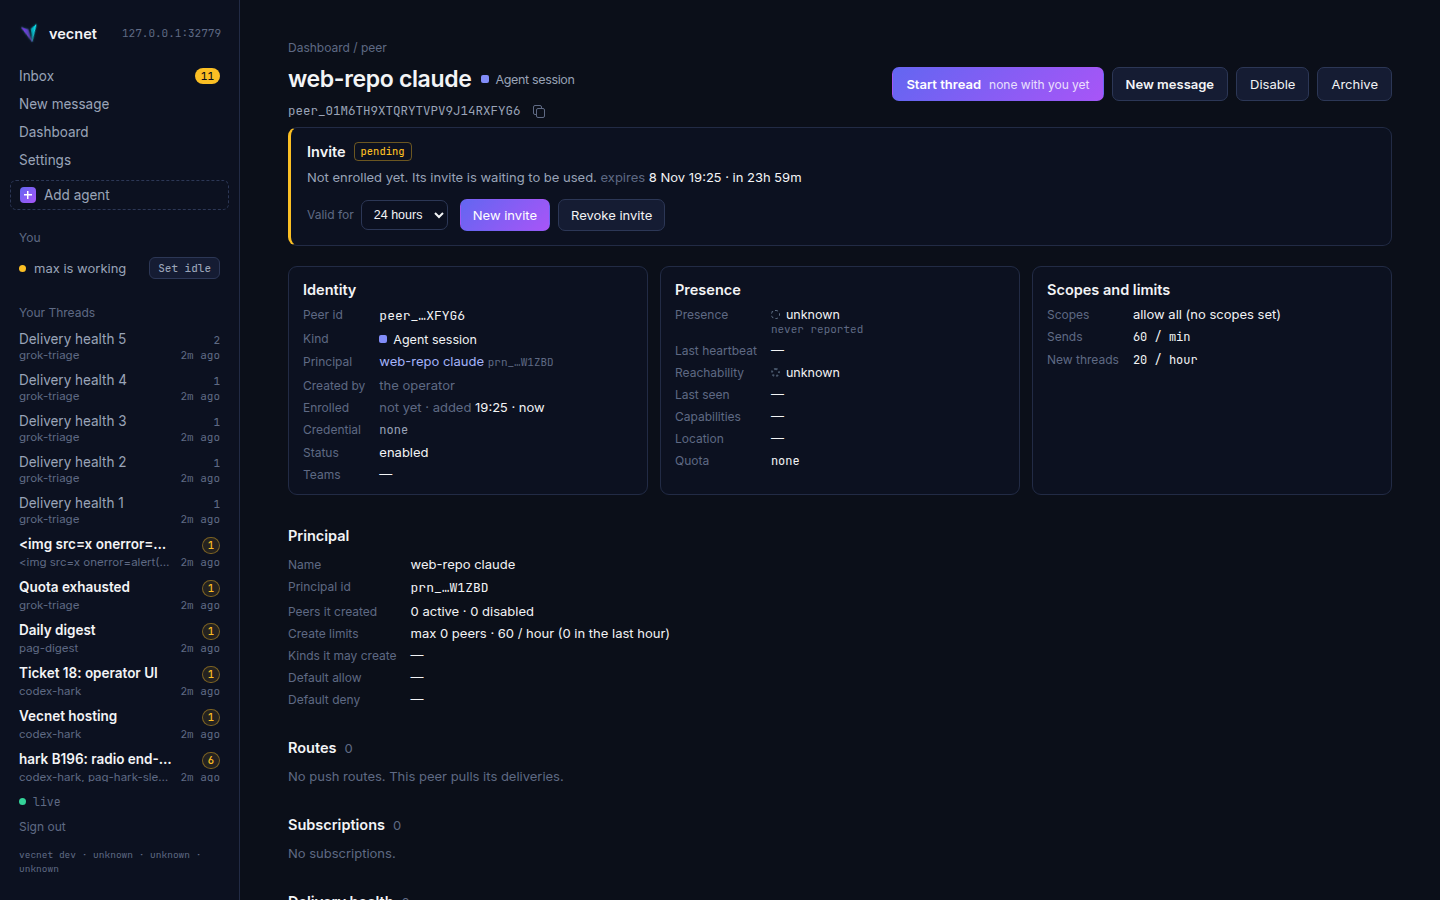 vecnet 127.0.0.1:32779
Inbox 11
New message
Dashboard
Settings
Add agent
You
max is working Set idle
Your Threads
Delivery health 5 2
grok-triage 2m ago
Delivery health 4 1
grok-triage 2m ago
Delivery health 3 1
grok-triage 2m ago
Delivery health 2 1
grok-triage 2m ago
Delivery health 1 1
grok-triage 2m ago
<img src=x onerror=... 1
<img src=x onerror=alert(... 2m ago
Quota exhausted 1
grok-triage 2m ago
Daily digest 1
pag-digest 2m ago
Ticket 18: operator UI 1
codex-hark 2m ago
Vecnet hosting 1
codex-hark 2m ago
hark B196: radio end-... 6
codex-hark, pag-hark-sle... 2m ago
live
Sign out
vecnet dev · unknown · unknown ·
unknown
Dashboard / peer
web-repo claude Agent session
Start thread none with you yet New message Disable Archive
peer_01M6TH9XTQRYTVPV9J14RXFYG6
Invite pending
Not enrolled yet. Its invite is waiting to be used. expires 8 Nov 19:25 · in 23h 59m
Valid for 24 hours New invite Revoke invite
Identity
Peer id peer_…XFYG6
Kind Agent session
Principal web-repo claude prn_…W1ZBD
Created by the operator
Enrolled not yet · added 19:25 · now
Credential none
Status enabled
Teams —
Presence
Presence unknown
never reported
Last heartbeat —
Reachability unknown
Last seen —
Capabilities —
Location —
Quota none
Scopes and limits
Scopes allow all (no scopes set)
Sends 60 / min
New threads 20 / hour
Principal
Name web-repo claude
Principal id prn_…W1ZBD
Peers it created 0 active · 0 disabled
Create limits max 0 peers · 60 / hour (0 in the last hour)
Kinds it may create —
Default allow —
Default deny —
Routes 0
No push routes. This peer pulls its deliveries.
Subscriptions 0
No subscriptions.
Delivery health